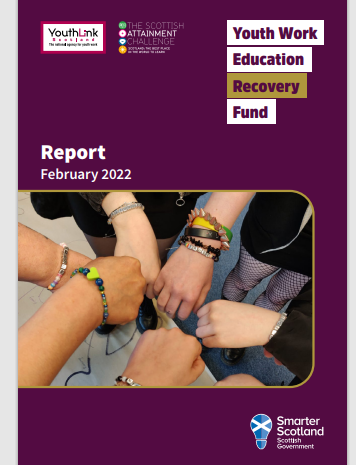 YouthLink
Scotland
The national agency for youth work
THE SCOTTISH
ATTAINMENT
CHALLENGE
SCOTLAND: THE BEST PLACE
IN THE WORLD TO LEARN
Youth Work
Education
Recovery
Fund
Report
February 2022
Smarter
Scotland
Scottish
Government